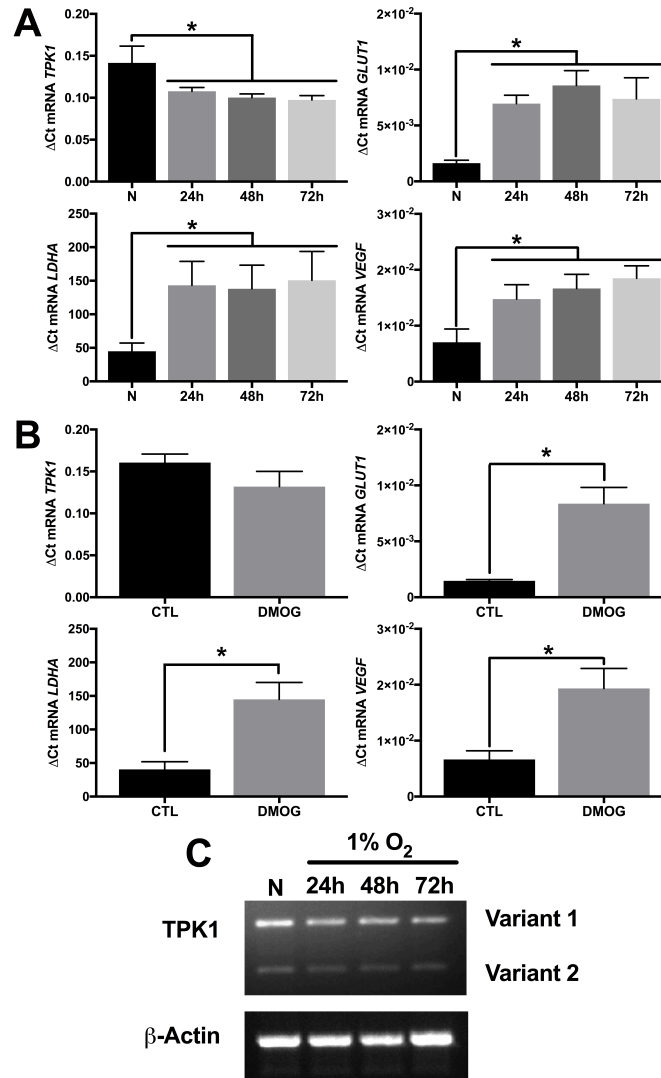 A
ΔCt mRNA TPK1
0.20
0.15
0.10
0.05
0.00
*
N 24h 48h 72h
ΔCt mRNA GLUT1
2×10⁻²
1×10⁻²
5×10⁻³
0
*
N 24h 48h 72h
ΔCt mRNA LDHA
250
200
150
100
50
0
*
N 24h 48h 72h
ΔCt mRNA VEGF
3×10⁻²
2×10⁻²
1×10⁻²
0
*
N 24h 48h 72h
B
ΔCt mRNA TPK1
0.20
0.15
0.10
0.05
0.00
CTL DMOG
ΔCt mRNA GLUT1
2×10⁻²
1×10⁻²
5×10⁻³
0
*
CTL DMOG
ΔCt mRNA LDHA
250
200
150
100
50
0
*
CTL DMOG
ΔCt mRNA VEGF
3×10⁻²
2×10⁻²
1×10⁻²
0
*
CTL DMOG
C
1% O₂
N 24h 48h 72h
TPK1
Variant 1
Variant 2
β-Actin